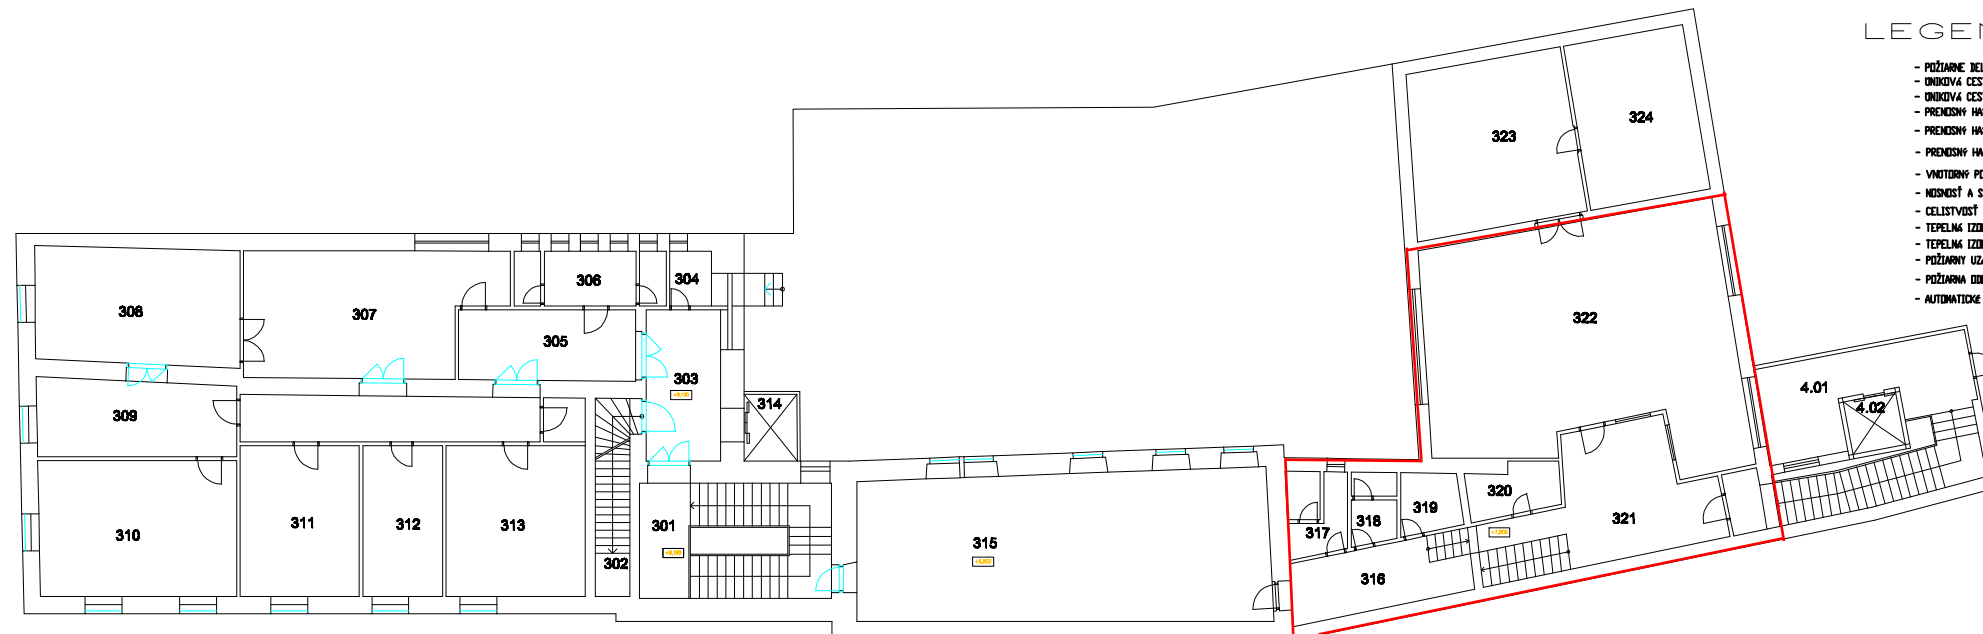 LEGEN
- POŽIARNE DEL
- ÚNIKOVÁ CES
- ÚNIKOVÁ CES
- PRENOSNÝ HA
- PRENOSNÝ HA
- PRENOSNÝ HA
- VNÚTORNÝ PO
- NOSNOSŤ A S
- CELISTVOSŤ
- TEPELNÁ IZO
- TEPELNÁ IZO
- POŽIARNY UZ
- POŽIARNA OD
- AUTOMATICKÉ
324
323
322
308
307
306
304
305
303
314
309
310
311
312
313
301
302
315
317
318
319
320
321
316
4.01
4.02